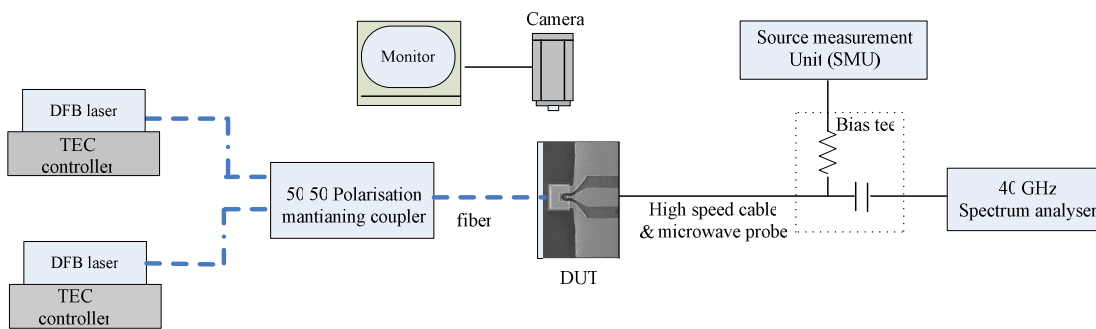 Camera
Monitor
Source measurement
Unit (SMU)
DFB laser
TEC
controller
Bias tee
50 50 Polarisation
mantianing coupler
fiber
High speed cable
& microwave probe
40 GHz
Spectrum analyser
DUT
DFB laser
TEC
controller